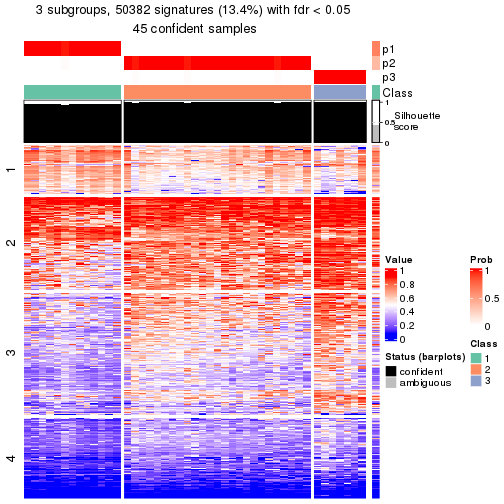 3 subgroups, 50382 signatures (13.4%) with fdr < 0.05
45 confident samples
p1
p2
p3
Class
1
0.5
0
Silhouette
score
1
2
3
4
Value
1
0.8
0.6
0.4
0.2
0
Prob
1
0.5
0
Status (barplots)
confident
ambiguous
Class
1
2
3